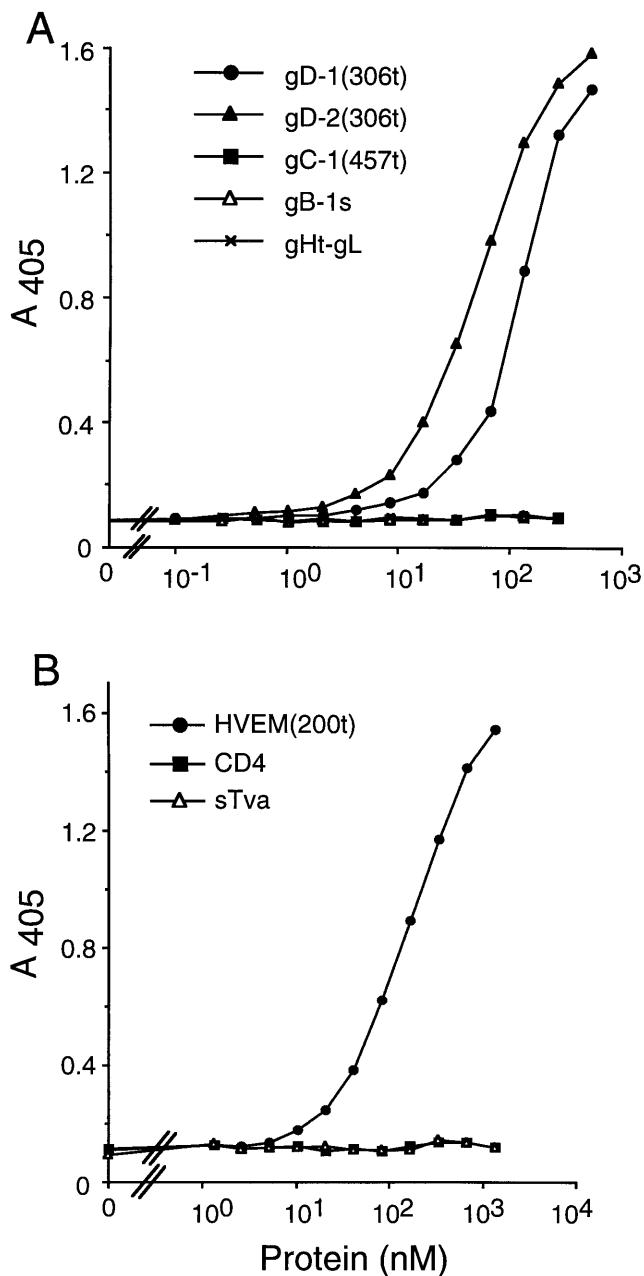 A
1.6
1.2
0.8
0.4
0
A 405
gD-1(306t)
gD-2(306t)
gC-1(457t)
gB-1s
gHt-gL
0 10-1 100 101 102 103
B
1.6
1.2
0.8
0.4
0
A 405
HVEM(200t)
CD4
sTva
0 100 101 102 103 104
Protein (nM)